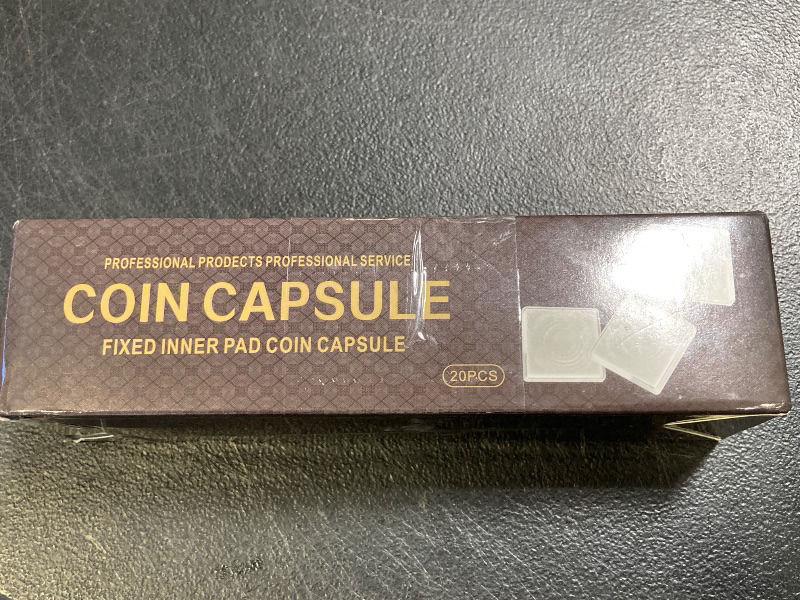 PROFESSIONAL PRODECTS PROFESSIONAL SERVICE
COIN CAPSULE
FIXED INNER PAD COIN CAPSULE
20PCS